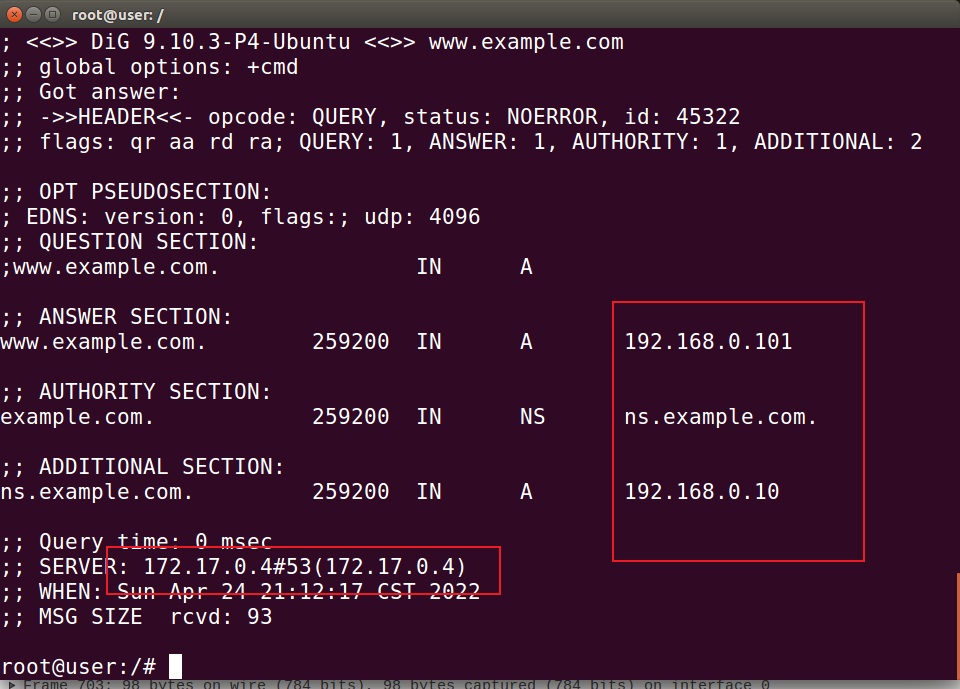 root@user: /
; <<>> DiG 9.10.3-P4-Ubuntu <<>> www.example.com
;; global options: +cmd
;; Got answer:
;; ->>HEADER<<- opcode: QUERY, status: NOERROR, id: 45322
;; flags: qr aa rd ra; QUERY: 1, ANSWER: 1, AUTHORITY: 1, ADDITIONAL: 2
;; OPT PSEUDOSECTION:
; EDNS: version: 0, flags:; udp: 4096
;; QUESTION SECTION:
;www.example.com. IN A
;; ANSWER SECTION:
www.example.com. 259200 IN A 192.168.0.101
;; AUTHORITY SECTION:
example.com. 259200 IN NS ns.example.com.
;; ADDITIONAL SECTION:
ns.example.com. 259200 IN A 192.168.0.10
;; Query time: 0 msec
;; SERVER: 172.17.0.4#53(172.17.0.4)
;; WHEN: Sun Apr 24 21:12:17 CST 2022
;; MSG SIZE rcvd: 93
root@user:/#
Frame 703: 98 bytes on wire (784 bits), 98 bytes captured (784 bits) on interface 0